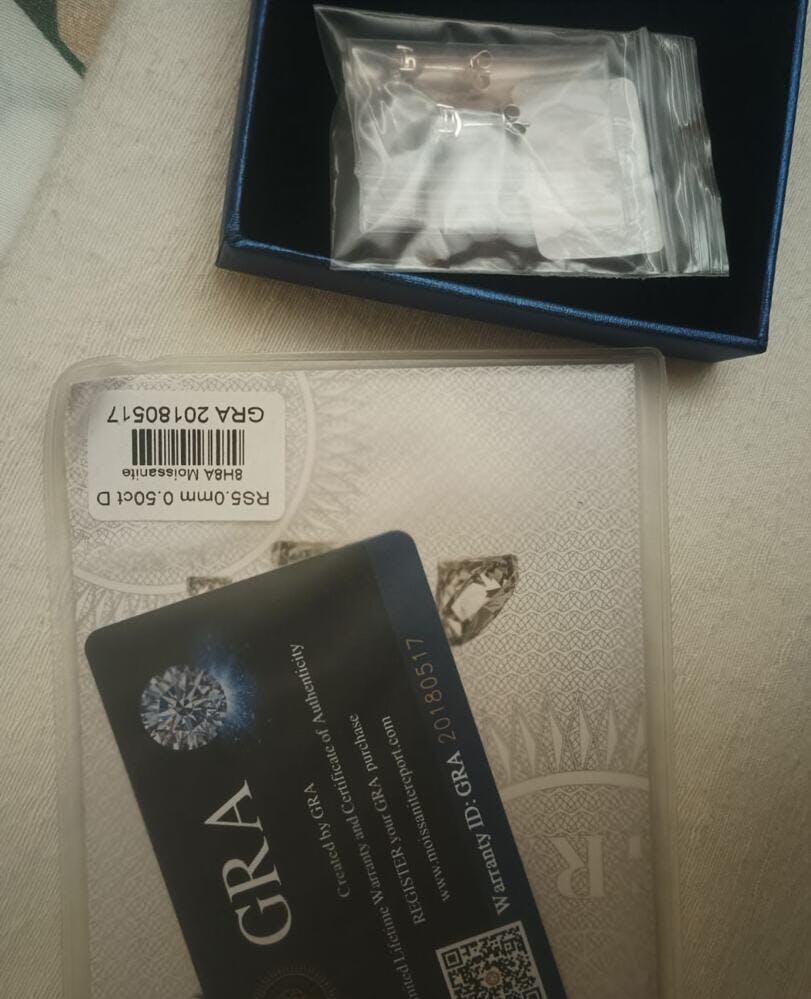 RS5.0mm 0.50ct D
8H8A Moissanite
GRA 20180517
GRA
Created by GRA
Lifetime Warranty and Certificate of Authenticity
REGISTER your GRA purchase
www.moissanitereport.com
Warranty ID: GRA 20180517
R